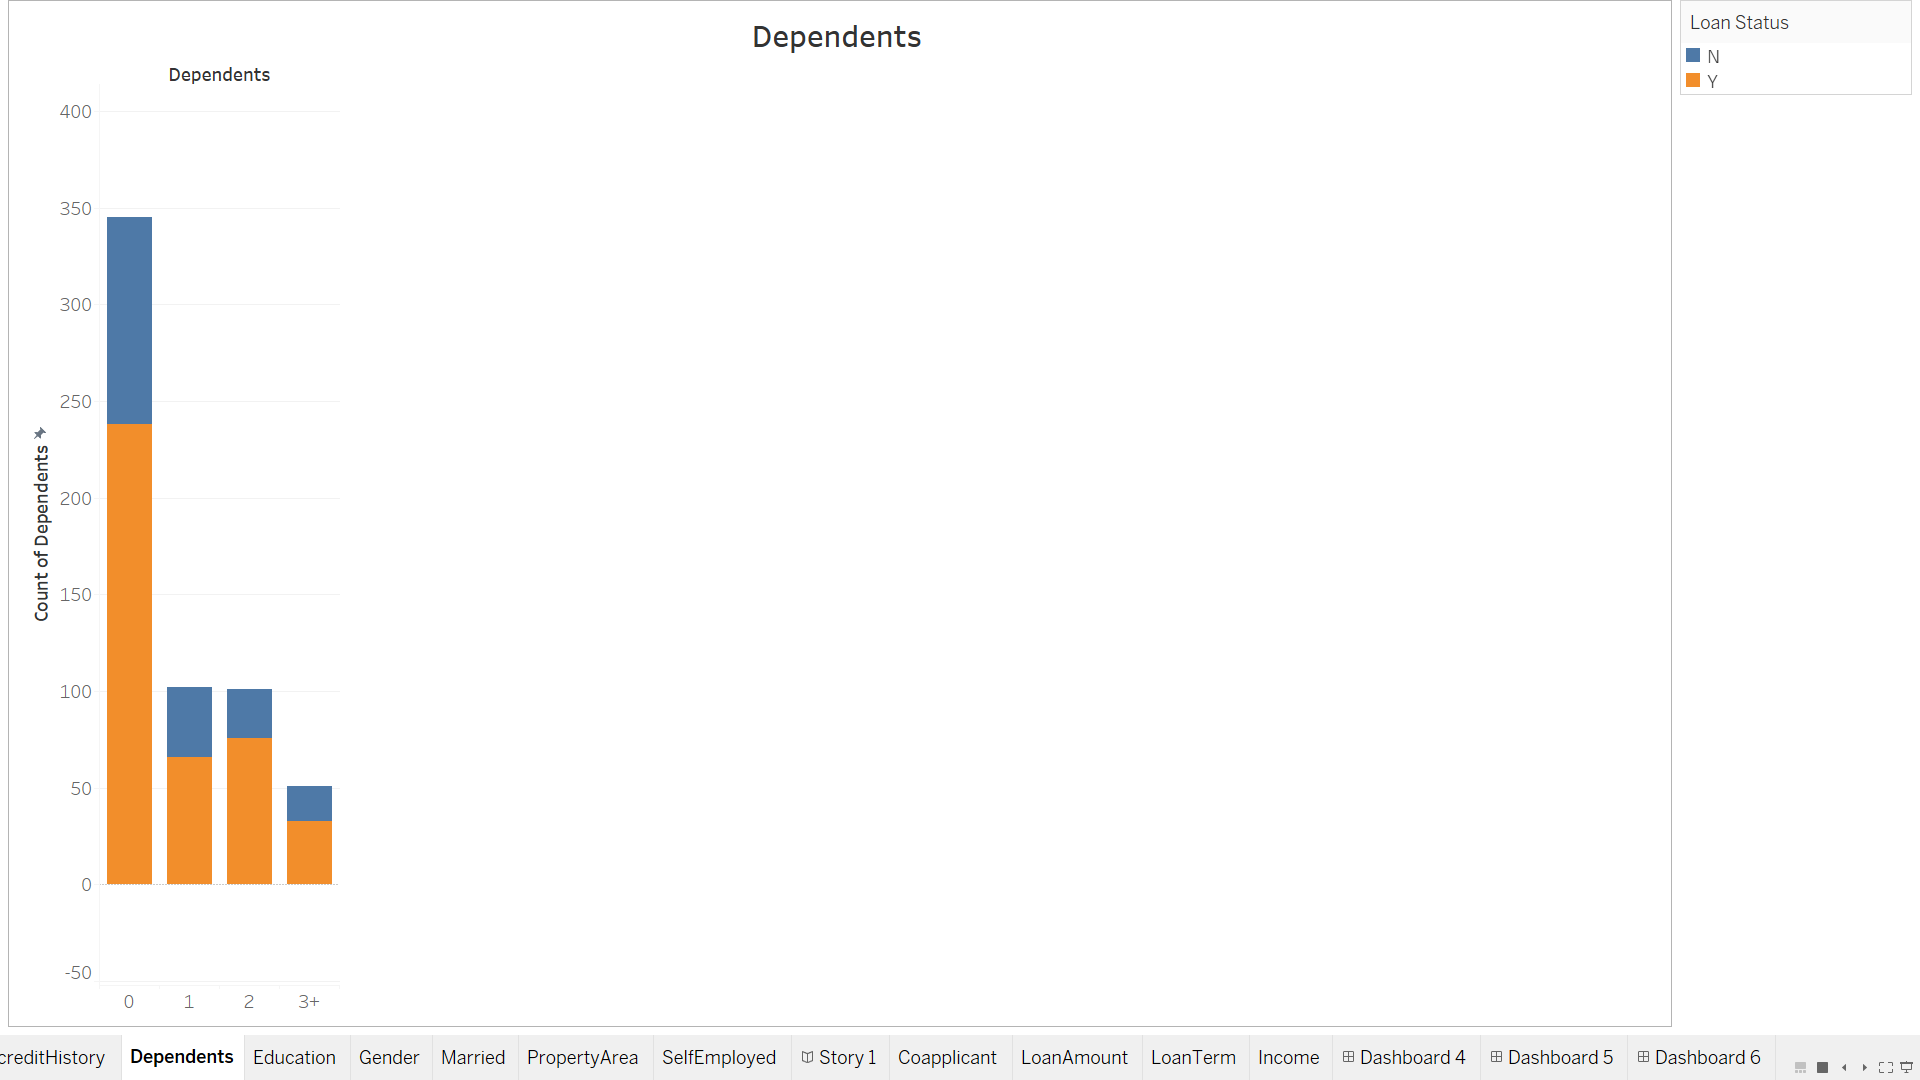 Dependents
Loan Status
N
Y
Dependents
400
350
300
250
200
150
100
50
0
-50
Count of Dependents
0 1 2 3+
creditHistory Dependents Education Gender Married PropertyArea SelfEmployed Story 1 Coapplicant LoanAmount LoanTerm Income Dashboard 4 Dashboard 5 Dashboard 6